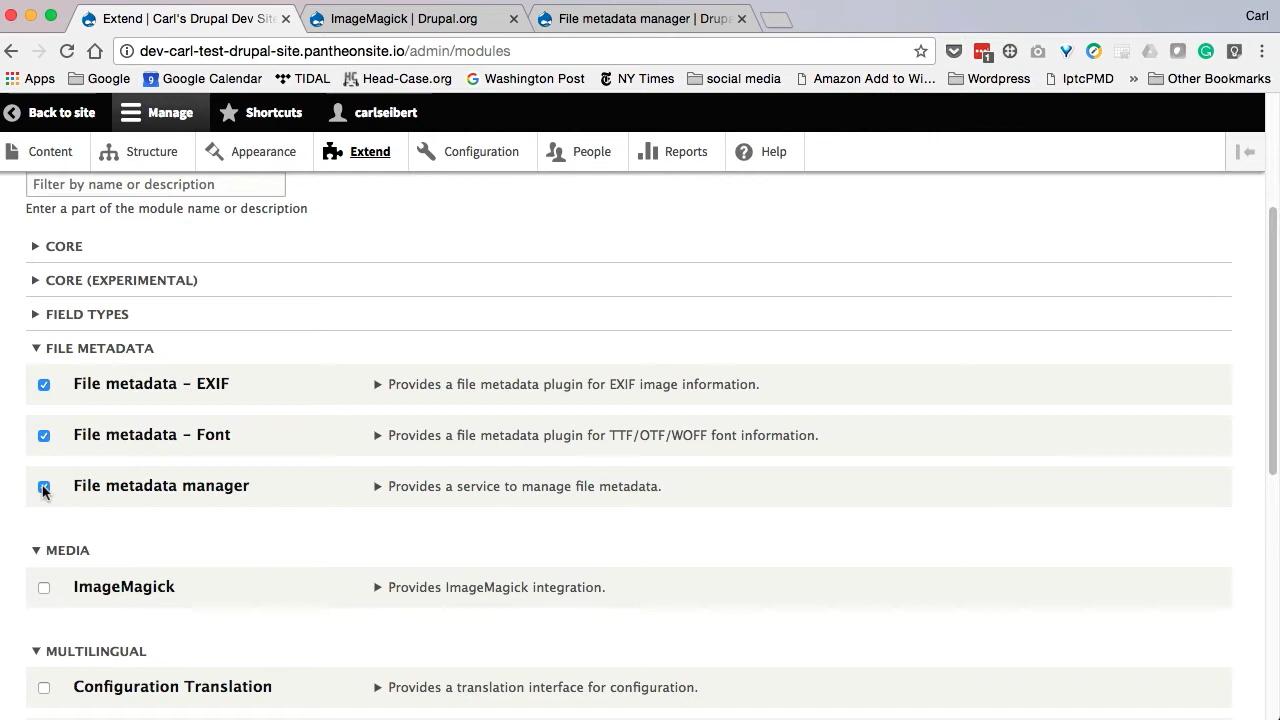 Extend | Carl's Drupal Dev Site
ImageMagick | Drupal.org
File metadata manager | Drupa
Carl
dev-carl-test-drupal-site.pantheonsite.io/admin/modules
1
Apps
Google
9
Google Calendar
TIDAL
Head-Case.org
Washington Post
NY Times
social media
Amazon Add to Wi...
Wordpress
IptcPMD
»
Other Bookmarks
Back to site
Manage
Shortcuts
carlseibert
Content
Structure
Appearance
Extend
Configuration
People
Reports
Help
Filter by name or description
Enter a part of the module name or description
CORE
CORE (EXPERIMENTAL)
FIELD TYPES
FILE METADATA
File metadata – EXIF
Provides a file metadata plugin for EXIF image information.
File metadata – Font
Provides a file metadata plugin for TTF/OTF/WOFF font information.
File metadata manager
Provides a service to manage file metadata.
MEDIA
ImageMagick
Provides ImageMagick integration.
MULTILINGUAL
Configuration Translation
Provides a translation interface for configuration.